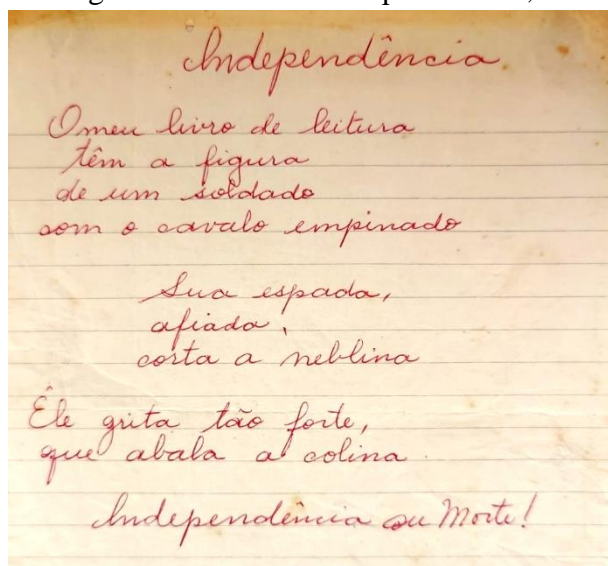 Independência.
O meu livro de leitura
têm a figura
de um soldado
com o cavalo empinado
Sua espada,
afiada,
corta a neblina
Êle grita tão forte,
que abala a colina.
Independência ou Morte!